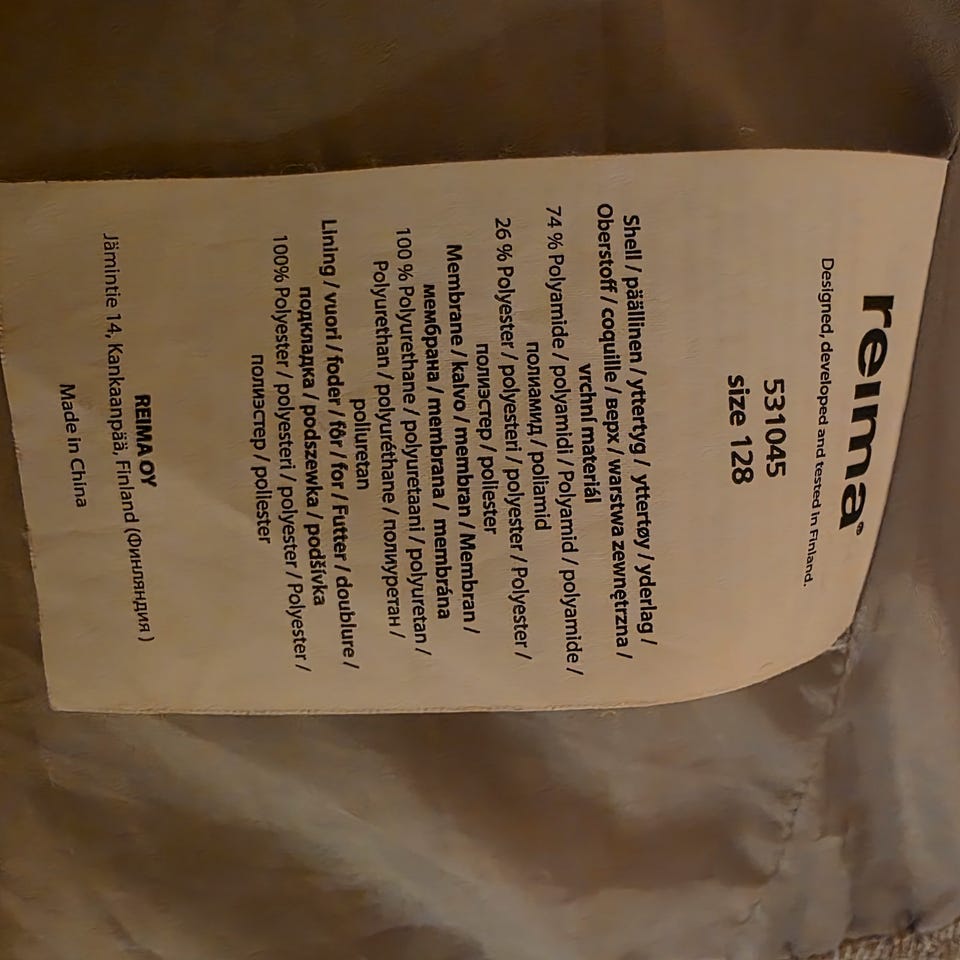 reima®
Designed, developed and tested in Finland.
531045
size 128
Shell / päällinen / yttertyg / yttertøy / yderlag /
Oberstoff / coquille / верх / warstwa zewnętrzna /
vrchní materiál
74 % Polyamide / polyamidi / Polyamid / polyamide /
полиамид / poliamid
26 % Polyester / polyesteri / polyester / Polyester /
полиэстер / poliester
Membrane / kalvo / membran / Membran /
мембрана / membrana / membrána
100 % Polyurethane / polyuretaani / polyuretan /
Polyurethan / polyuréthane / полиуретан /
poliuretan
Lining / vuori / foder / fôr / for / Futter / doublure /
подкладка / podszewka / podšívka
100% Polyester / polyesteri / polyester / Polyester /
полиэстер / poliester
REIMA OY
Jämintie 14, Kankaanpää, Finland (Финляндия )
Made in China